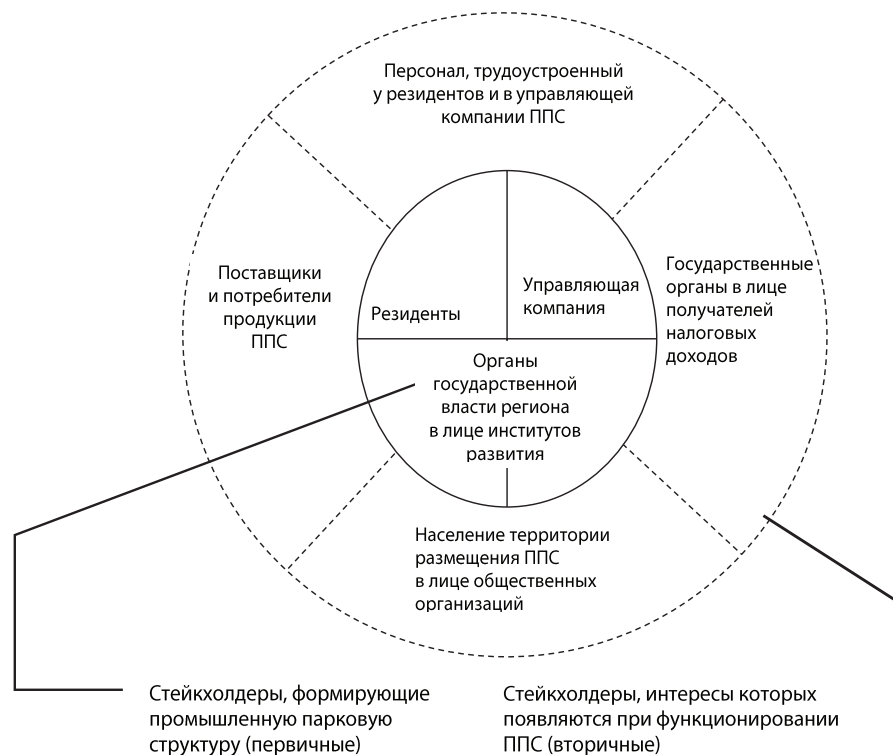 Персонал, трудоустроенный
у резидентов и в управляющей
компании ППС
Поставщики
и потребители
продукции
ППС
Резиденты
Управляющая
компания
Государственные
органы в лице
получателей
налоговых
доходов
Органы
государственной
власти региона
в лице институтов
развития
Население территории
размещения ППС
в лице общественных
организаций
Стейкхолдеры, формирующие
промышленную парковую
структуру (первичные)
Стейкхолдеры, интересы которых
появляются при функционировании
ППС (вторичные)